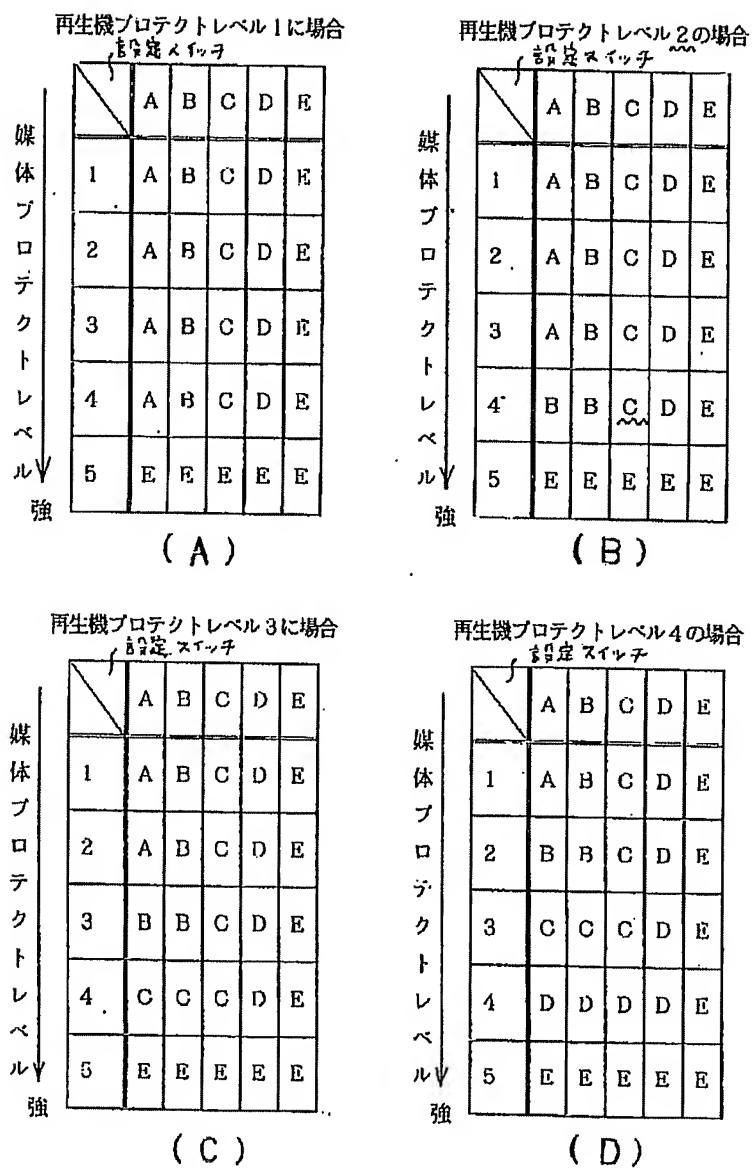 再生機プロテクトレベル1に場合
設定スイッチ
A B C D E
1 A B C D E
2 A B C D E
3 A B C D E
4 A B C D E
5 E E E E E
媒体プロテクトレベル
強
(A)
再生機プロテクトレベル2の場合
設定スイッチ
A B C D E
1 A B C D E
2 A B C D E
3 A B C D E
4 B B C D E
5 E E E E E
媒体プロテクトレベル
強
(B)
再生機プロテクトレベル3に場合
設定スイッチ
A B C D E
1 A B C D E
2 A B C D E
3 B B C D E
4 C C C D E
5 E E E E E
媒体プロテクトレベル
強
(C)
再生機プロテクトレベル4の場合
設定スイッチ
A B C D E
1 A B C D E
2 B B C D E
3 C C C D E
4 D D D D E
5 E E E E E
媒体プロテクトレベル
強
(D)